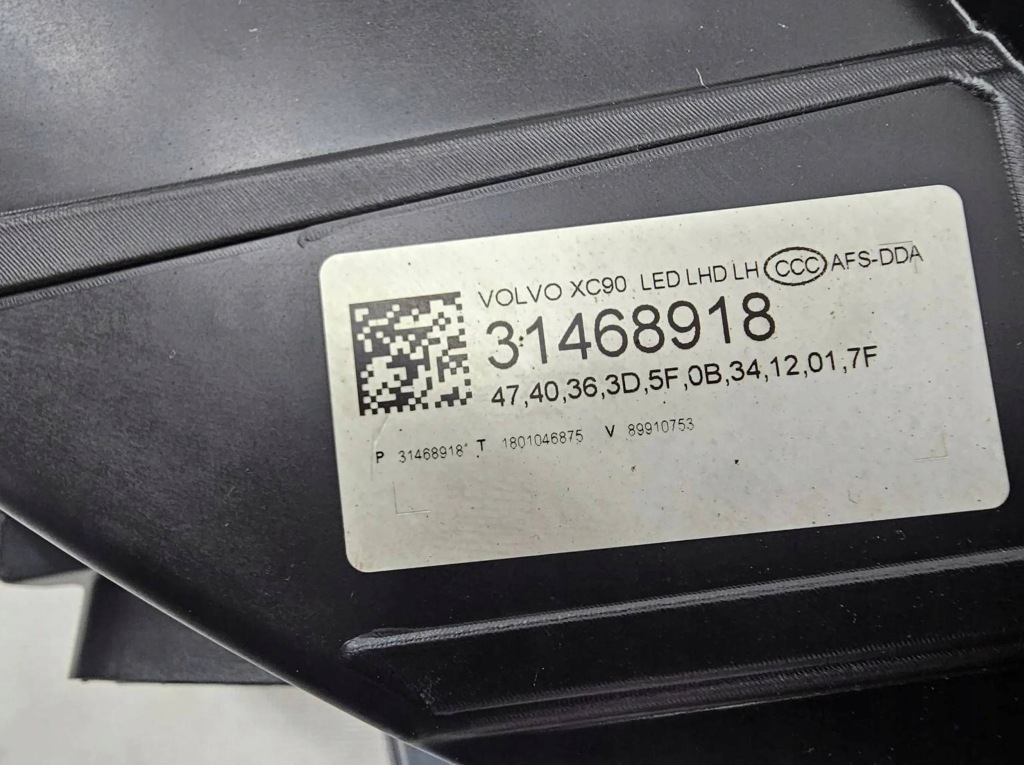 VOLVO XC90 LED LHD LH CCC AFS-DDA
31468918
47,40,36,3D,5F,0B,34,12,01,7F
P 31468918* T 1801046875 V 89910753